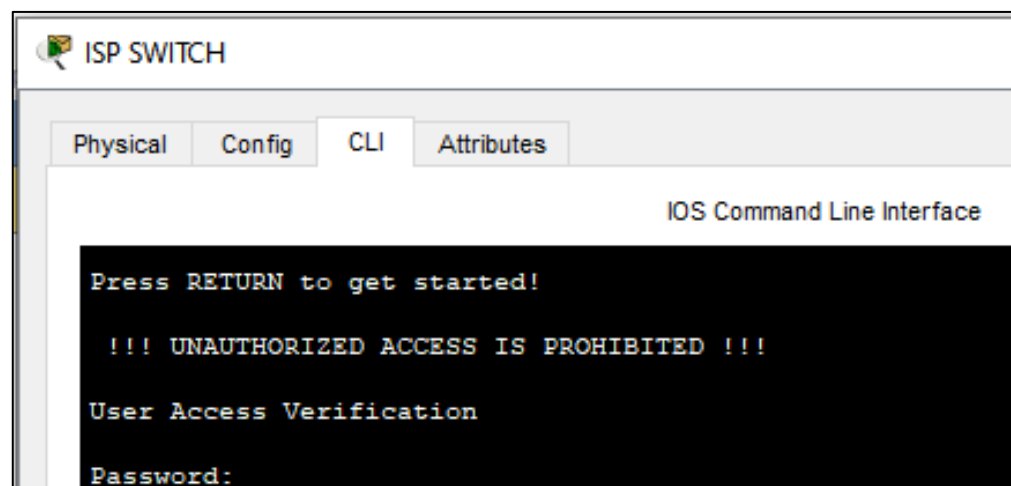 ISP SWITCH
Physical Config CLI Attributes
IOS Command Line Interface
Press RETURN to get started!
!!! UNAUTHORIZED ACCESS IS PROHIBITED !!!
User Access Verification
Password: